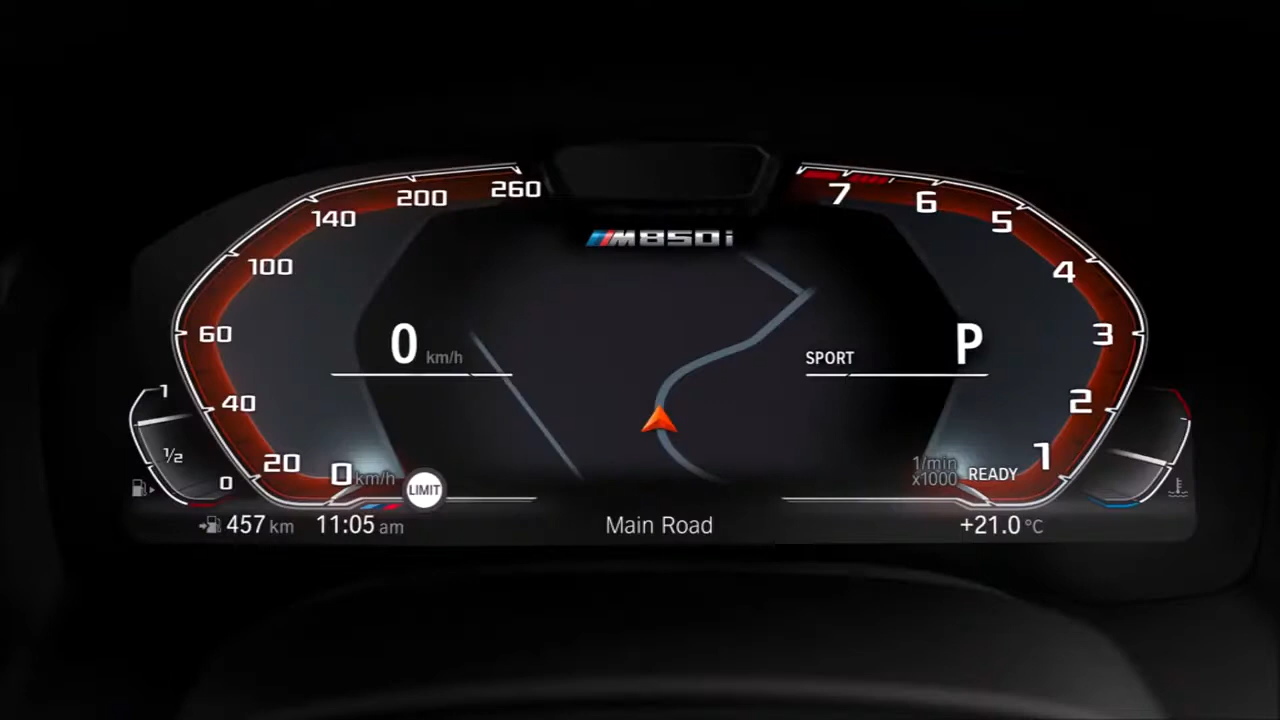 260
200
140
100
60
40
20
0 km/h
7
6
5
4
3
2
1
M850i
0 km/h
SPORT
P
1
1/2
0
LIMIT
1/min
x1000
READY
457 km
11:05 am
Main Road
+21.0 °C